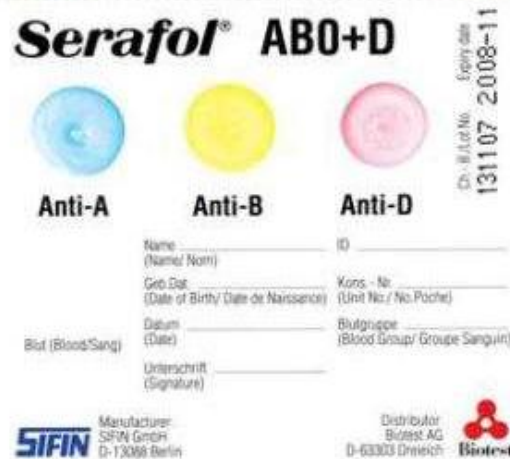 Serafol® ABO+D
Anti-A
Anti-B
Anti-D
Ch.-B./Lot No. Expiry date
131107 2008-11
Name
(Name/ Nom)
ID
Geb.Dat.
(Date of Birth/ Date de Naissance)
Kons. - Nr.
(Unit No./ No.Poche)
Datum
(Date)
Blutgruppe
(Blood Group/ Groupe Sanguin)
Blut (Blood/Sang)
Unterschrift
(Signature)
SIFIN
Manufacturer
SIFIN GmbH
D-13088 Berlin
Distributor
Biotest AG
D-63303 Dreieich
Biotest